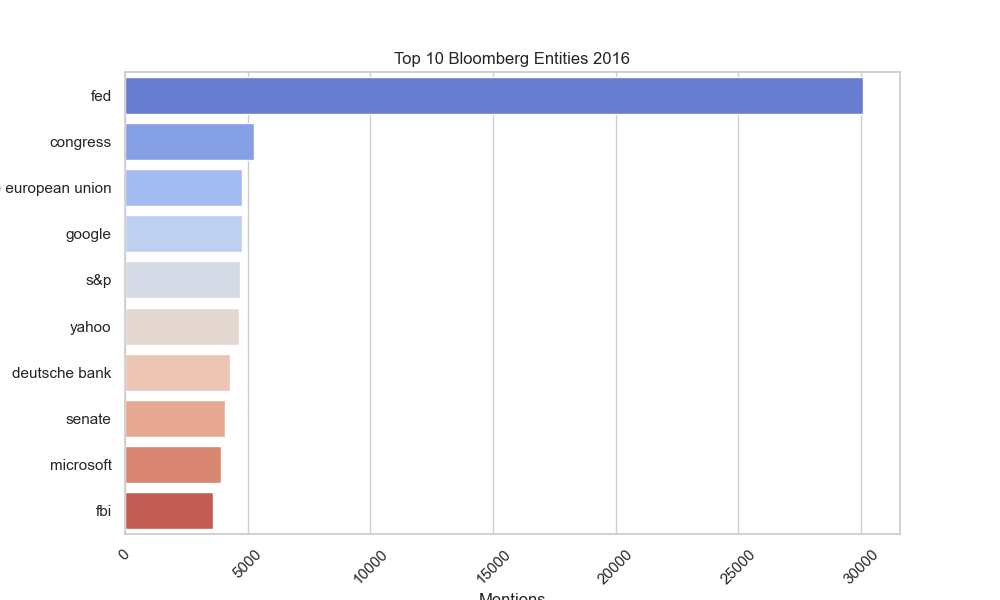 Top 10 Bloomberg Entities 2016
fed
congress
european union
google
s&p
yahoo
deutsche bank
senate
microsoft
fbi
0 5000 10000 15000 20000 25000 30000
Mentions